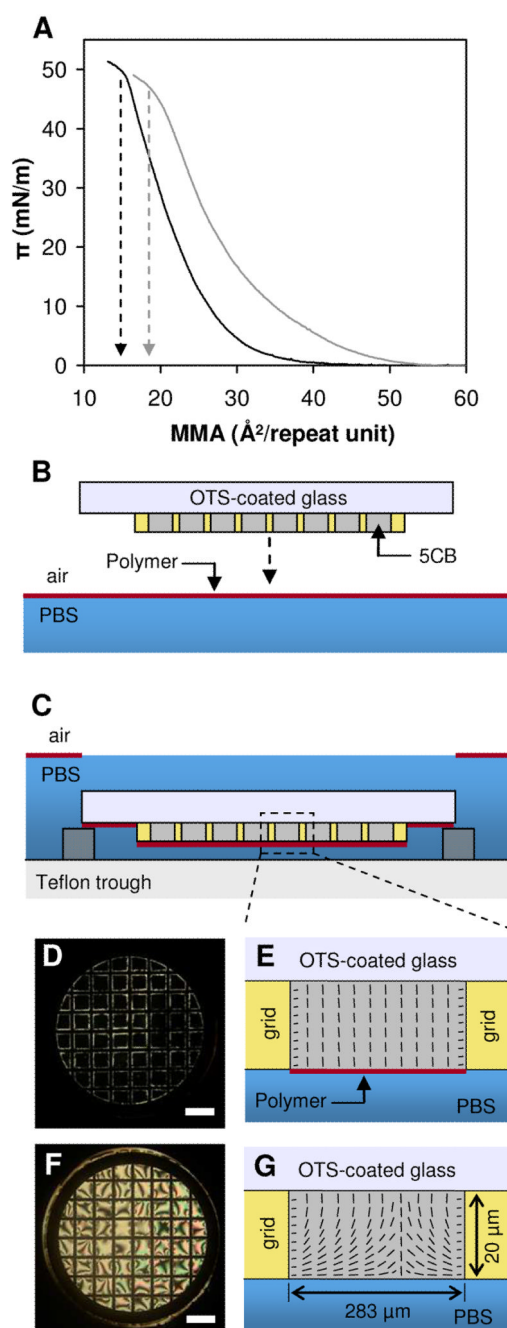 A
π (mN/m)
50
40
30
20
10
0
10 20 30 40 50 60
MMA (Å²/repeat unit)
B
OTS-coated glass
Polymer
5CB
air
PBS
C
air
PBS
Teflon trough
D
E
OTS-coated glass
grid
grid
Polymer
PBS
F
G
OTS-coated glass
grid
grid
20 µm
283 µm
PBS